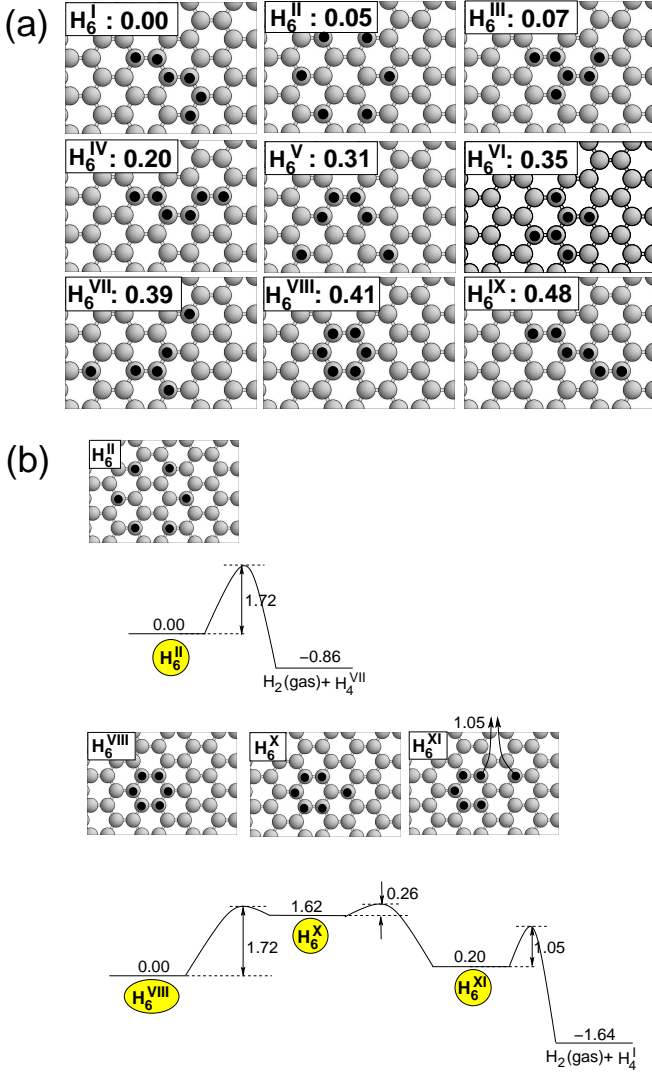 (a)
H₆ᴵ: 0.00
H₆ᴵᴵ: 0.05
H₆ᴵᴵᴵ: 0.07
H₆ᴵⱽ: 0.20
H₆ⱽ: 0.31
H₆ⱽᴵ: 0.35
H₆ⱽᴵᴵ: 0.39
H₆ⱽᴵᴵᴵ: 0.41
H₆ᴵˣ: 0.48
(b)
H₆ᴵᴵ
1.72
0.00
H₆ᴵᴵ
−0.86
H₂(gas)+ H₄ⱽᴵᴵ
1.05
H₆ⱽᴵᴵᴵ
H₆ˣ
H₆ˣᴵ
0.26
1.62
H₆ˣ
1.72
0.00
H₆ⱽᴵᴵᴵ
0.20
H₆ˣᴵ
1.05
−1.64
H₂(gas)+ H₄ᴵ